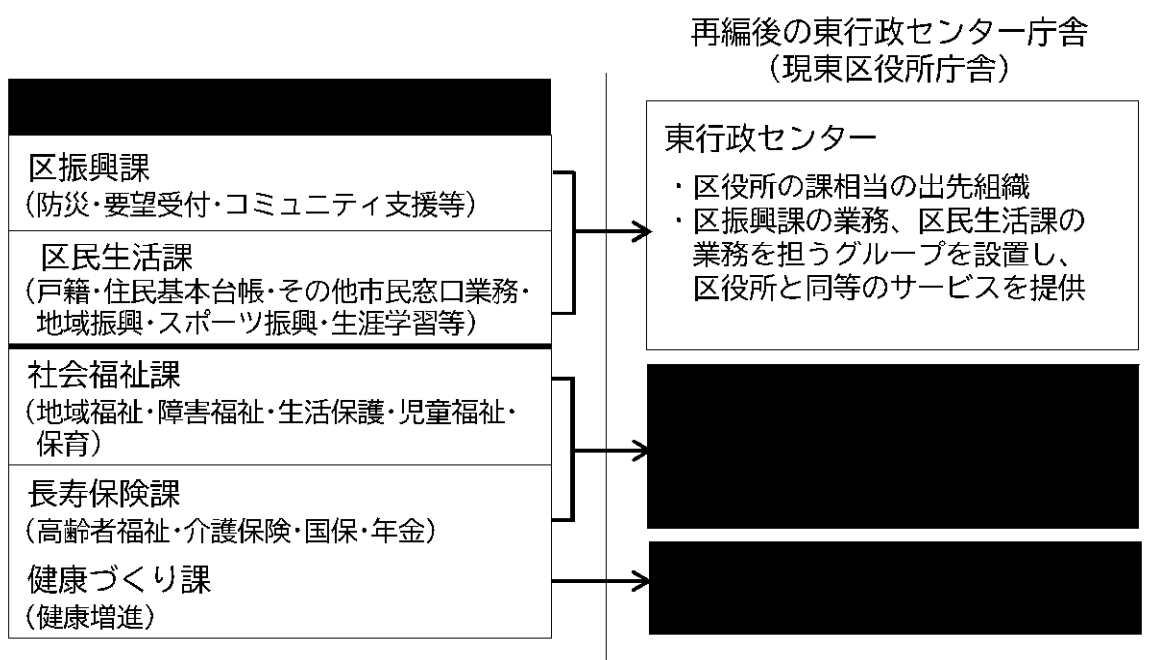 再編後の東行政センター庁舎
（現東区役所庁舎）
区振興課
（防災・要望受付・コミュニティ支援等）
区民生活課
（戸籍・住民基本台帳・その他市民窓口業務・
地域振興・スポーツ振興・生涯学習等）
社会福祉課
（地域福祉・障害福祉・生活保護・児童福祉・
保育）
長寿保険課
（高齢者福祉・介護保険・国保・年金）
健康づくり課
（健康増進）
東行政センター
・区役所の課相当の出先組織
・区振興課の業務、区民生活課の
業務を担うグループを設置し、
区役所と同等のサービスを提供